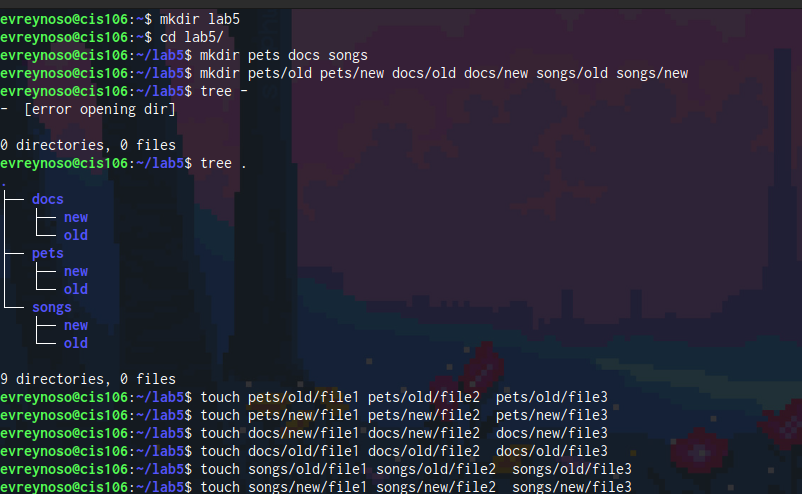 evreynoso@cis106:~$ mkdir lab5
evreynoso@cis106:~$ cd lab5/
evreynoso@cis106:~/lab5$ mkdir pets docs songs
evreynoso@cis106:~/lab5$ mkdir pets/old pets/new docs/old docs/new songs/old songs/new
evreynoso@cis106:~/lab5$ tree -
-  [error opening dir]

0 directories, 0 files
evreynoso@cis106:~/lab5$ tree .
.
├── docs
│   ├── new
│   └── old
├── pets
│   ├── new
│   └── old
└── songs
    ├── new
    └── old

9 directories, 0 files
evreynoso@cis106:~/lab5$ touch pets/old/file1 pets/old/file2  pets/old/file3
evreynoso@cis106:~/lab5$ touch pets/new/file1 pets/new/file2  pets/new/file3
evreynoso@cis106:~/lab5$ touch docs/new/file1 docs/new/file2  docs/new/file3
evreynoso@cis106:~/lab5$ touch docs/old/file1 docs/old/file2  docs/old/file3
evreynoso@cis106:~/lab5$ touch songs/old/file1 songs/old/file2  songs/old/file3
evreynoso@cis106:~/lab5$ touch songs/new/file1 songs/new/file2  songs/new/file3